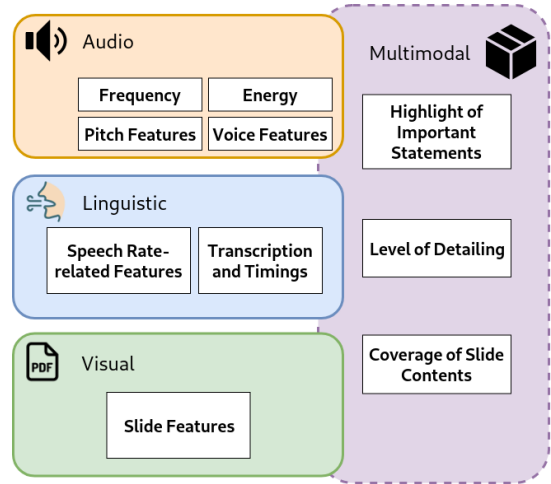 Audio
Frequency
Energy
Pitch Features
Voice Features
Linguistic
Speech Rate-
related Features
Transcription
and Timings
PDF
Visual
Slide Features
Multimodal
Highlight of
Important
Statements
Level of Detailing
Coverage of Slide
Contents